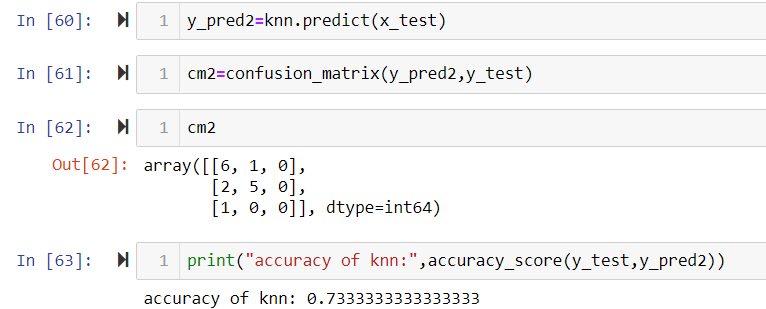 In [60]: 1 y_pred2=knn.predict(x_test)
In [61]: 1 cm2=confusion_matrix(y_pred2,y_test)
In [62]: 1 cm2
Out[62]: array([[6, 1, 0],
[2, 5, 0],
[1, 0, 0]], dtype=int64)
In [63]: 1 print("accuracy of knn:",accuracy_score(y_test,y_pred2))
accuracy of knn: 0.7333333333333333